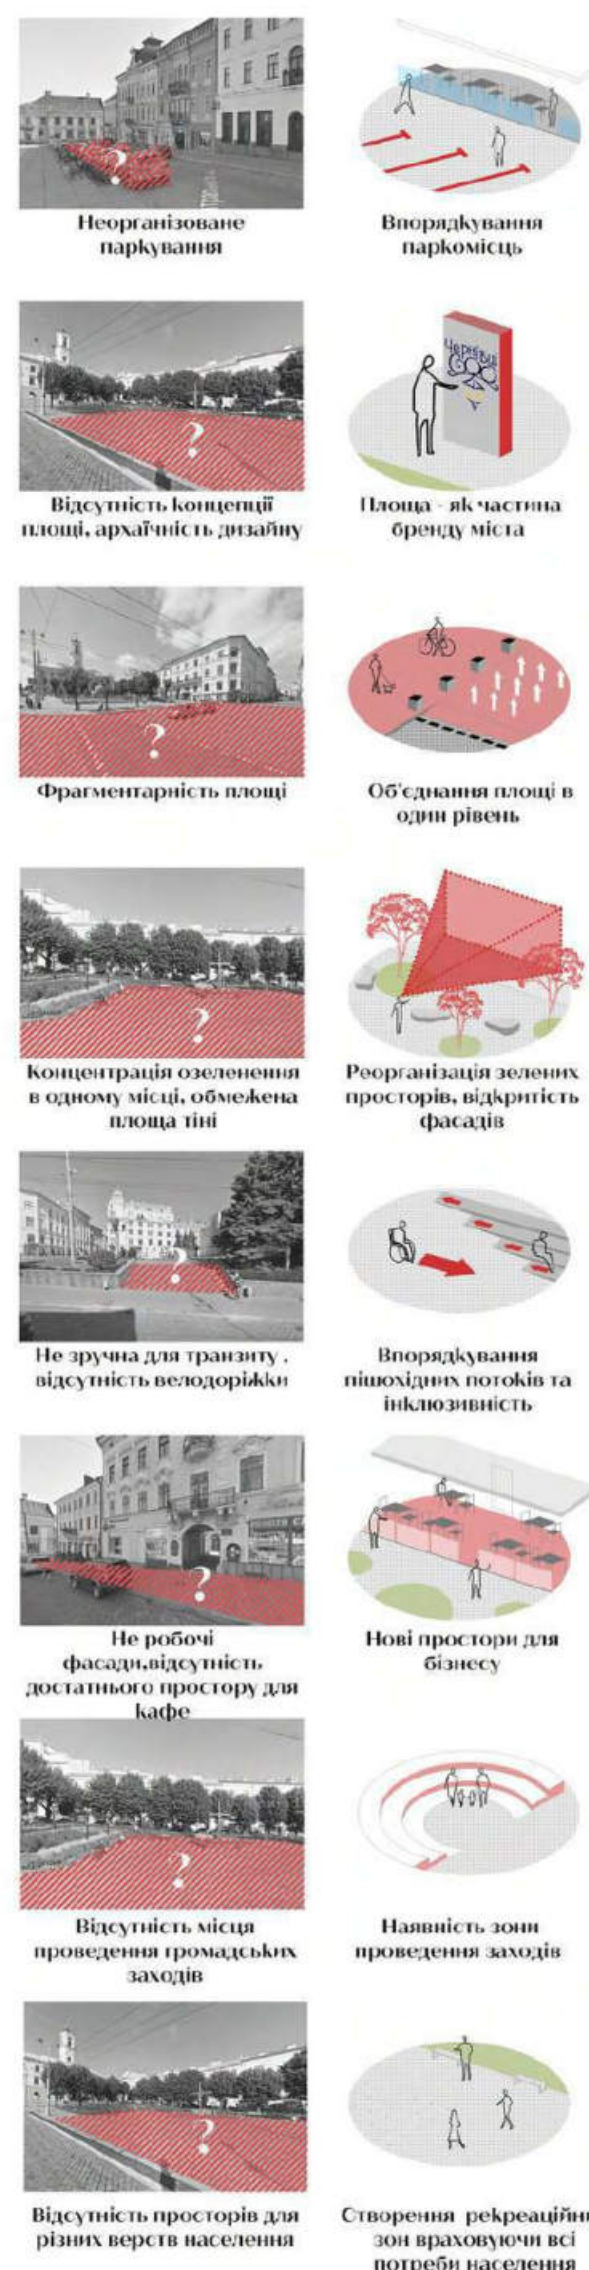 Неорганізоване
паркування
Впорядкування
паркомісць
?
ЧЕРНІВЦІ
Відсутність концепції
площі, архаїчність дизайну
Площа - як частина
бренду міста
?
Фрагментарність площі
Об'єднання площі в
один рівень
?
Концентрація озеленення
в одному місці, обмежена
площа тіні
Реорганізація зелених
просторів, відкритість
фасадів
?
Не зручна для транзиту ,
відсутність велодоріжки
Впорядкування
пішохідних потоків та
інклюзивність
?
Не робочі
фасади,відсутність
достатнього простору для
кафе
Нові простори для
бізнесу
?
Відсутність місця
проведення громадських
заходів
Наявність зони
проведення заходів
?
Відсутність просторів для
різних верств населення
Створення рекреаційни
зон враховуючи всі
потреби населення